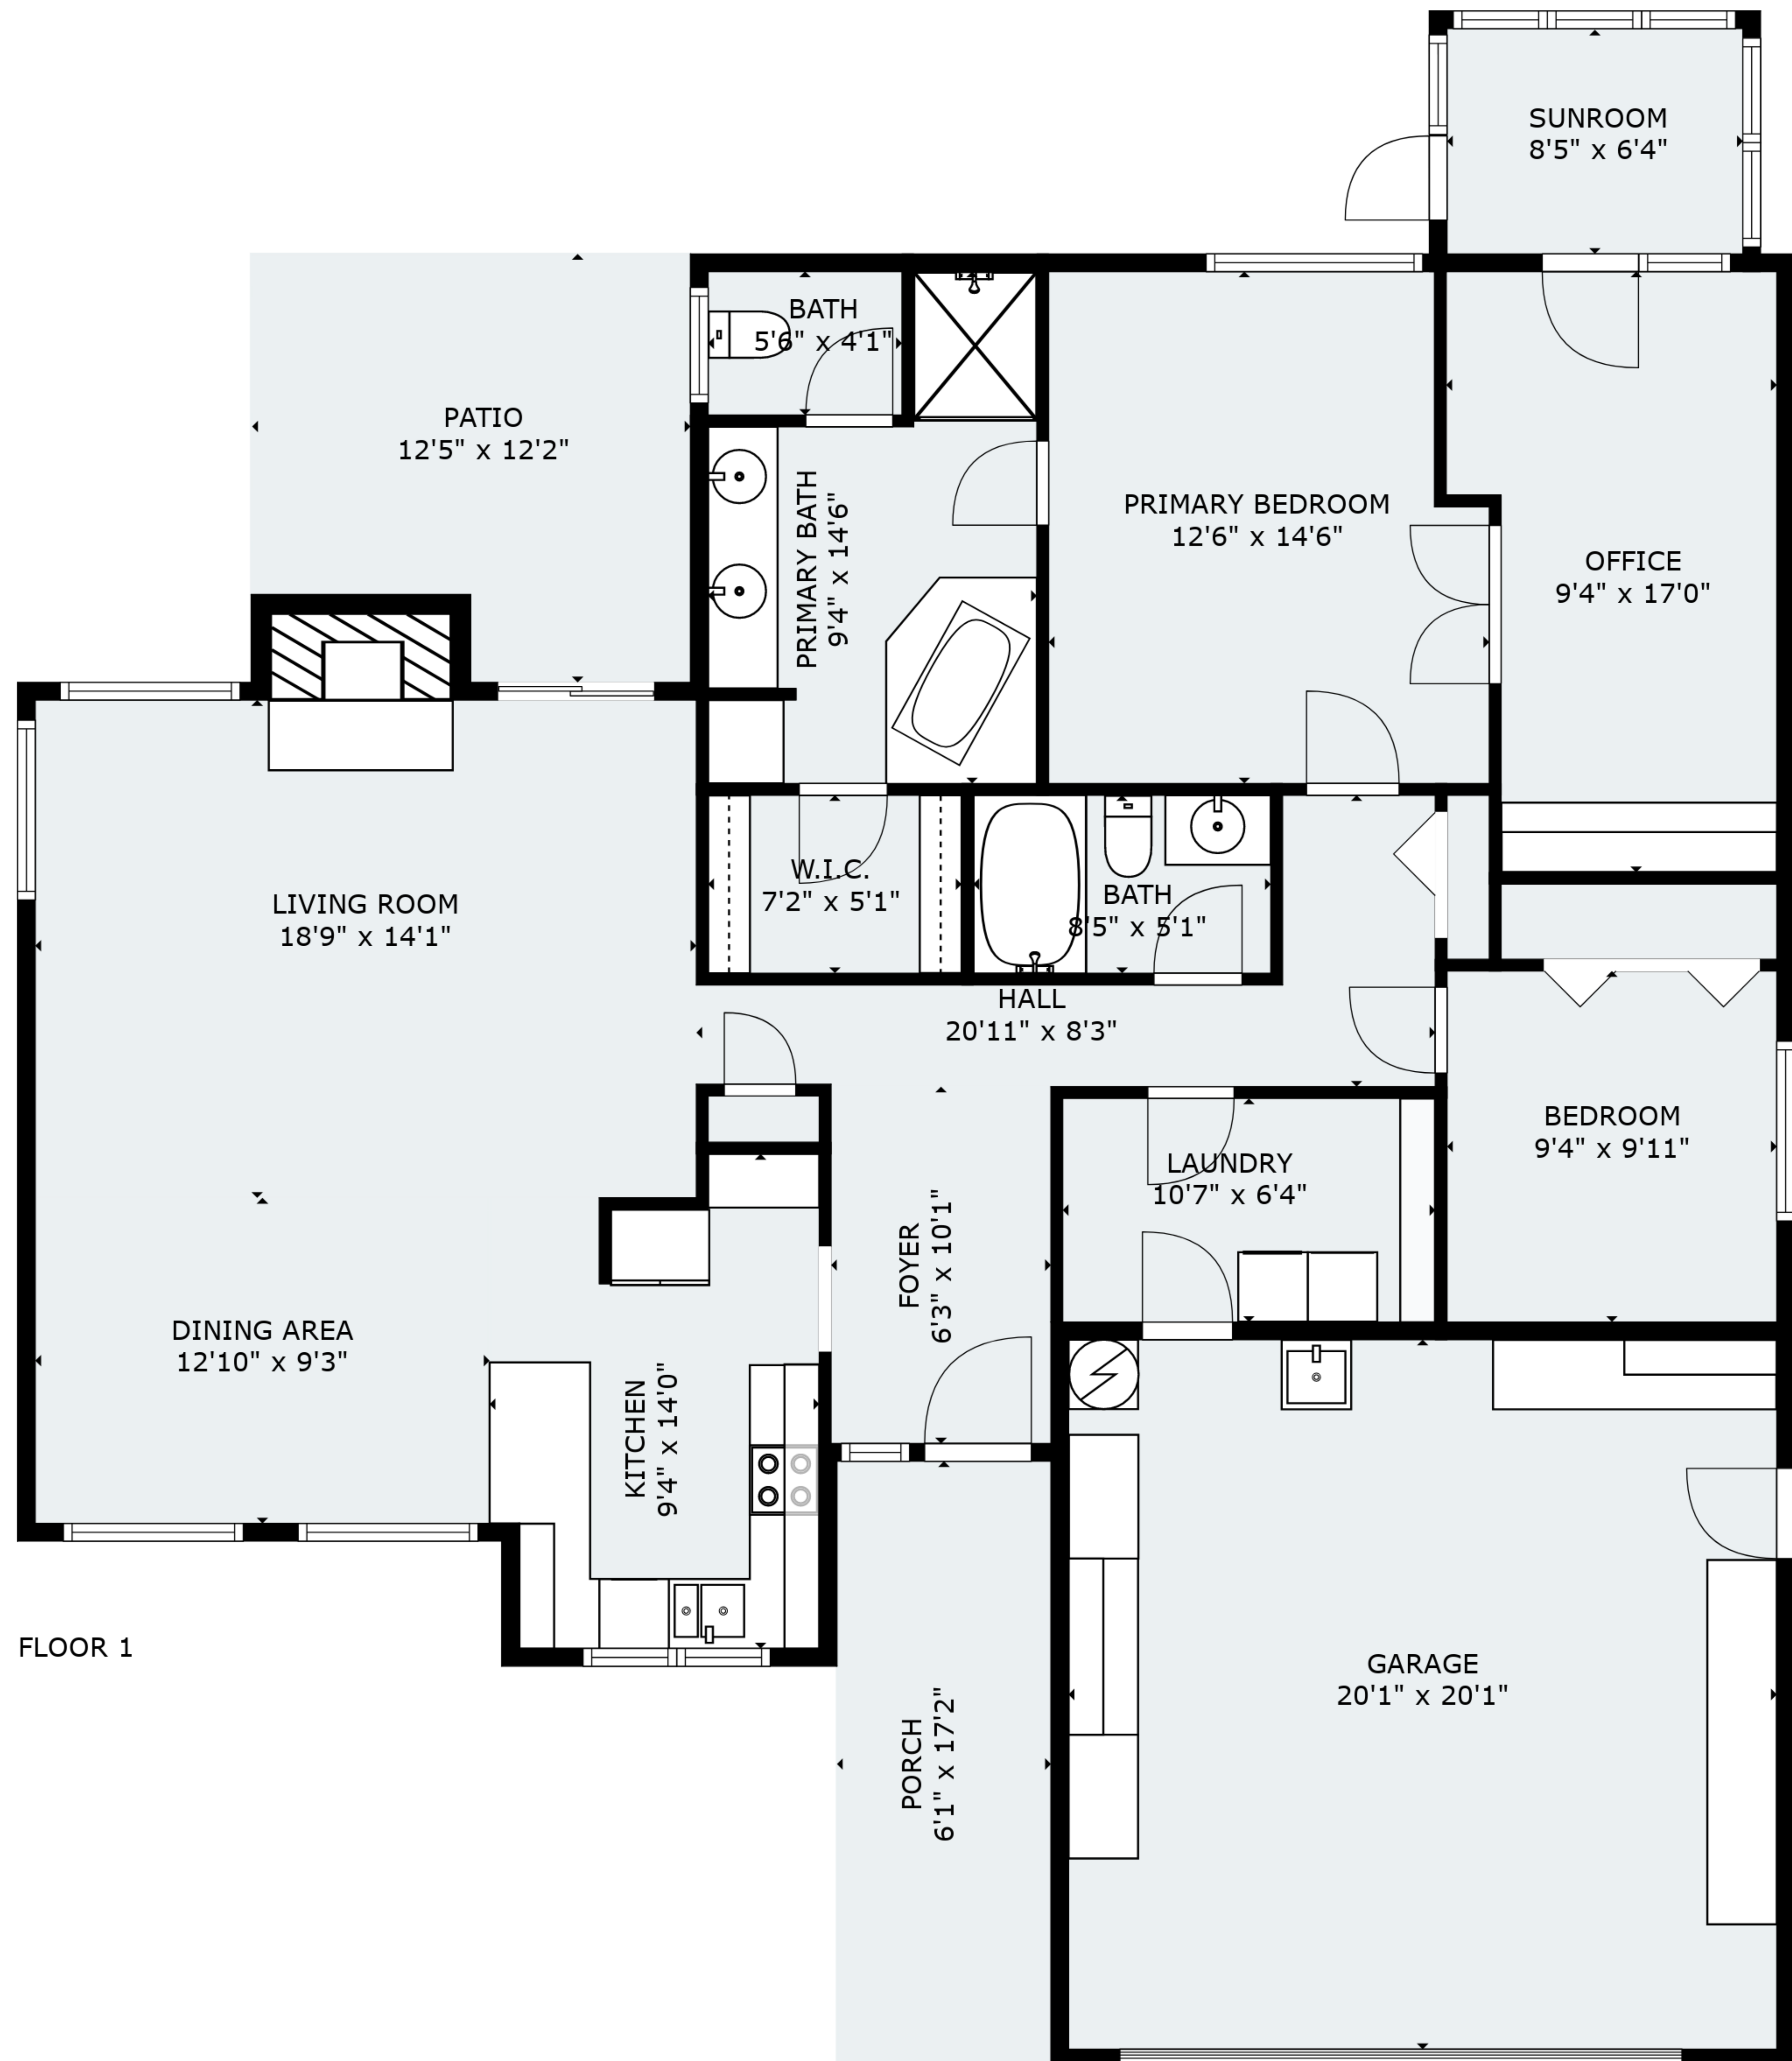 SUNROOM
8'5" x 6'4"
BATH
5'6" x 4'1"
PATIO
12'5" x 12'2"
PRIMARY BATH
9'4" x 14'6"
PRIMARY BEDROOM
12'6" x 14'6"
OFFICE
9'4" x 17'0"
LIVING ROOM
18'9" x 14'1"
W.I.C.
7'2" x 5'1"
BATH
8'5" x 5'1"
HALL
20'11" x 8'3"
BEDROOM
9'4" x 9'11"
LAUNDRY
10'7" x 6'4"
FOYER
6'3" x 10'1"
DINING AREA
12'10" x 9'3"
KITCHEN
9'4" x 14'0"
FLOOR 1
GARAGE
20'1" x 20'1"
PORCH
6'1" x 17'2"